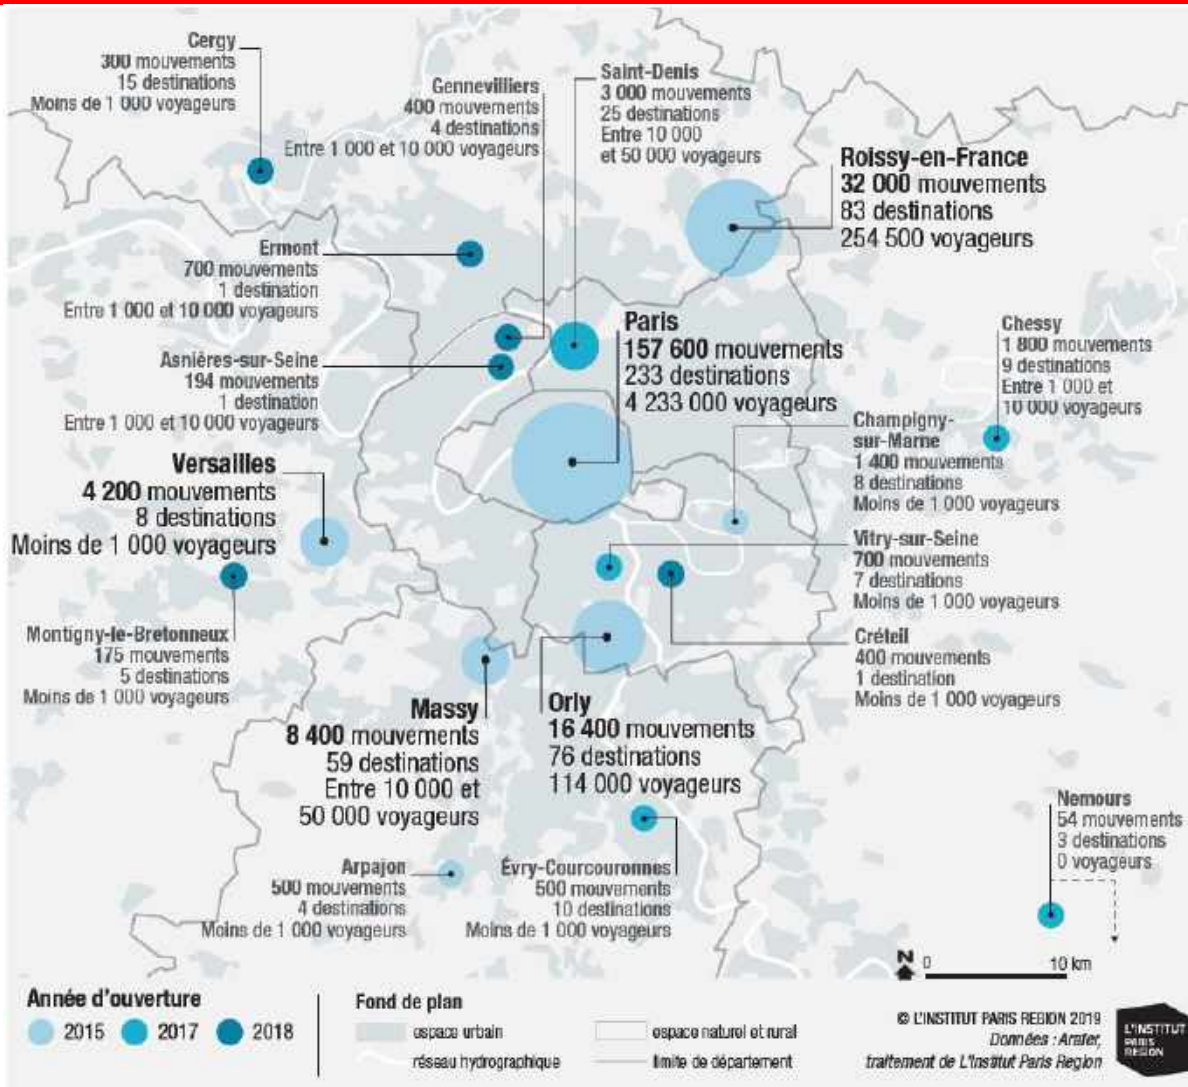 Cergy
300 mouvements
15 destinations
Moins de 1 000 voyageurs
Gennevilliers
400 mouvements
4 destinations
Entre 1 000 et 10 000 voyageurs
Saint-Denis
3 000 mouvements
25 destinations
Entre 10 000
et 50 000 voyageurs
Roissy-en-France
32 000 mouvements
83 destinations
254 500 voyageurs
Ermont
700 mouvements
1 destination
Entre 1 000 et 10 000 voyageurs
Asnières-sur-Seine
194 mouvements
1 destination
Entre 1 000 et 10 000 voyageurs
Paris
157 600 mouvements
233 destinations
4 233 000 voyageurs
Chessy
1 800 mouvements
9 destinations
Entre 1 000 et
10 000 voyageurs
Champigny-
sur-Marne
1 400 mouvements
8 destinations
Moins de 1 000 voyageurs
Versailles
4 200 mouvements
8 destinations
Moins de 1 000 voyageurs
Vitry-sur-Seine
700 mouvements
7 destinations
Moins de 1 000 voyageurs
Montigny-le-Bretonneux
175 mouvements
5 destinations
Moins de 1 000 voyageurs
Créteil
400 mouvements
1 destination
Moins de 1 000 voyageurs
Massy
8 400 mouvements
59 destinations
Entre 10 000 et
50 000 voyageurs
Orly
16 400 mouvements
76 destinations
114 000 voyageurs
Nemours
54 mouvements
3 destinations
0 voyageurs
Arpajon
500 mouvements
4 destinations
Moins de 1 000 voyageurs
Évry-Courcouronnes
500 mouvements
10 destinations
Moins de 1 000 voyageurs
N 0 10 km
Année d'ouverture
2015 2017 2018
Fond de plan
espace urbain
réseau hydrographique
espace naturel et rural
limite de département
© L'INSTITUT PARIS REGION 2019
Données : Arafer,
traitement de L'Institut Paris Region
L'INSTITUT
PARIS
REGION